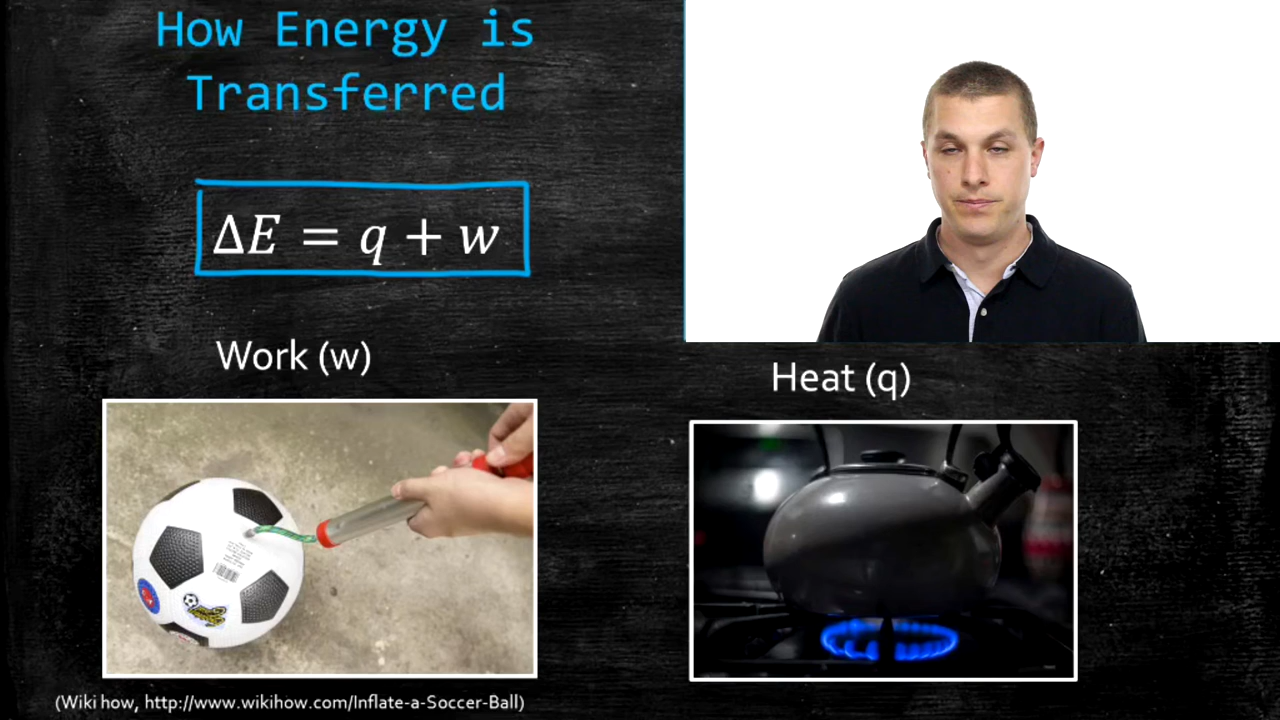 How Energy is
Transferred
ΔE = q + w
Work (w)
Heat (q)
(Wiki how, http://www.wikihow.com/Inflate-a-Soccer-Ball)